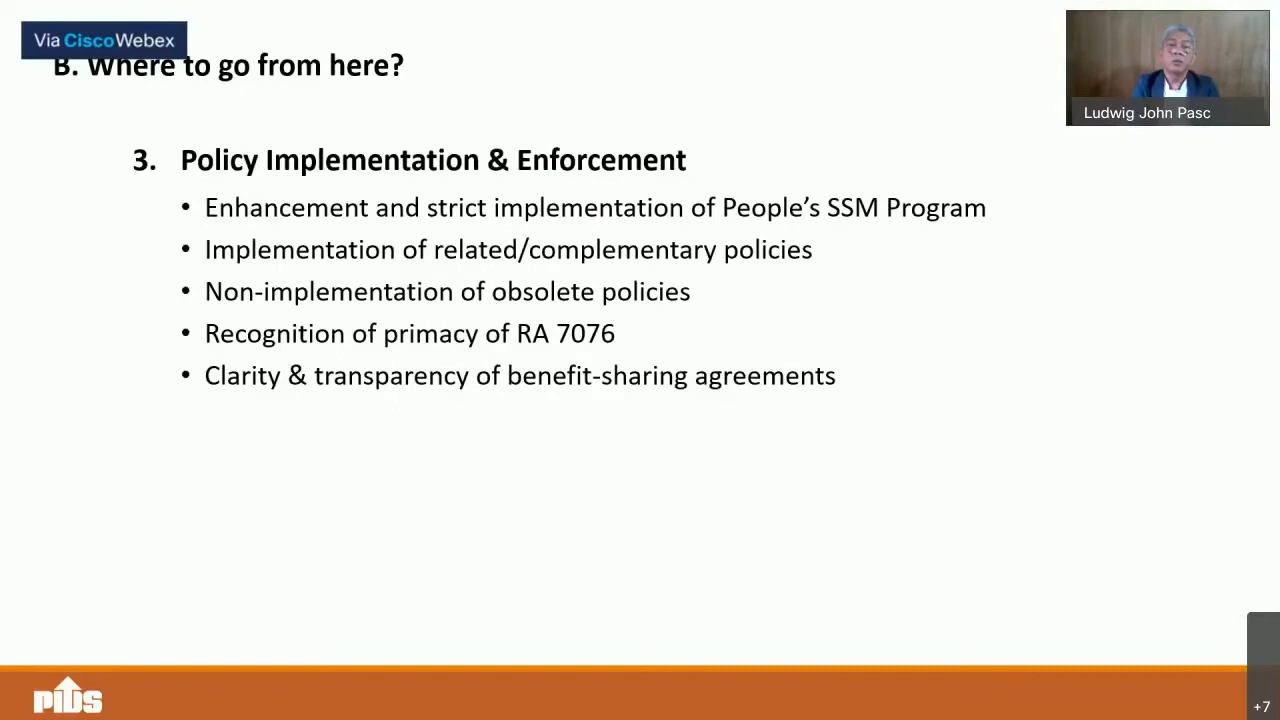 Via CiscoWebex
B. Where to go from here?
Ludwig John Pasc
3. Policy Implementation & Enforcement
• Enhancement and strict implementation of People’s SSM Program
• Implementation of related/complementary policies
• Non-implementation of obsolete policies
• Recognition of primacy of RA 7076
• Clarity & transparency of benefit-sharing agreements
PIDS
+7